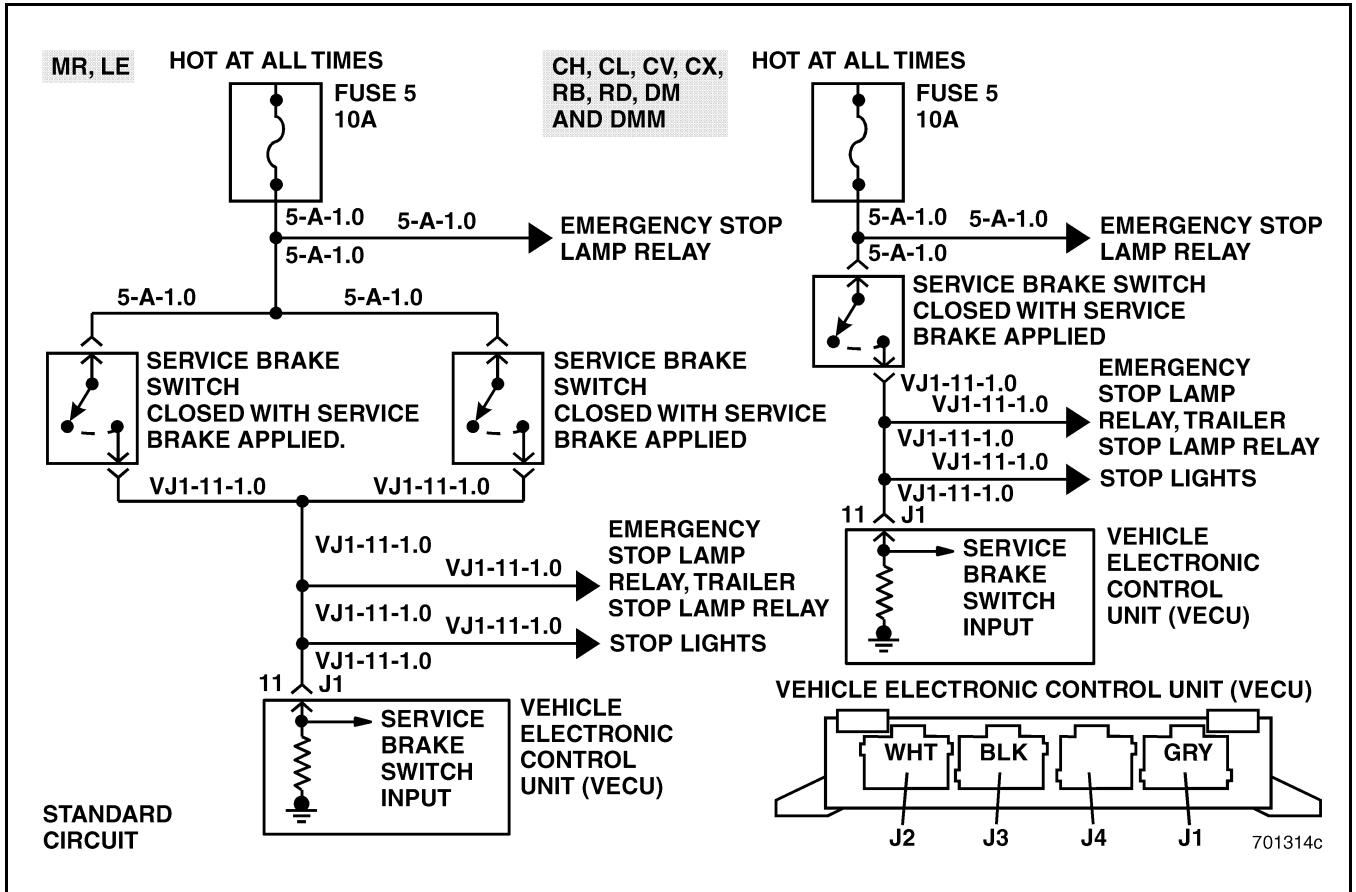 MR, LE
HOT AT ALL TIMES
FUSE 5
10A
5-A-1.0
5-A-1.0
EMERGENCY STOP
LAMP RELAY
5-A-1.0
5-A-1.0
5-A-1.0
SERVICE BRAKE
SWITCH
CLOSED WITH SERVICE
BRAKE APPLIED.
SERVICE BRAKE
SWITCH
CLOSED WITH SERVICE
BRAKE APPLIED
VJ1-11-1.0
VJ1-11-1.0
VJ1-11-1.0
VJ1-11-1.0
EMERGENCY
STOP LAMP
RELAY, TRAILER
STOP LAMP RELAY
VJ1-11-1.0
VJ1-11-1.0
STOP LIGHTS
VJ1-11-1.0
11
J1
SERVICE
BRAKE
SWITCH
INPUT
VEHICLE
ELECTRONIC
CONTROL
UNIT (VECU)
STANDARD
CIRCUIT
CH, CL, CV, CX,
RB, RD, DM
AND DMM
HOT AT ALL TIMES
FUSE 5
10A
5-A-1.0
5-A-1.0
EMERGENCY STOP
LAMP RELAY
5-A-1.0
SERVICE BRAKE SWITCH
CLOSED WITH SERVICE
BRAKE APPLIED
VJ1-11-1.0
VJ1-11-1.0
EMERGENCY
STOP LAMP
RELAY, TRAILER
STOP LAMP RELAY
VJ1-11-1.0
VJ1-11-1.0
STOP LIGHTS
VJ1-11-1.0
11
J1
SERVICE
BRAKE
SWITCH
INPUT
VEHICLE
ELECTRONIC
CONTROL
UNIT (VECU)
VEHICLE ELECTRONIC CONTROL UNIT (VECU)
WHT
BLK
GRY
J2
J3
J4
J1
701314c